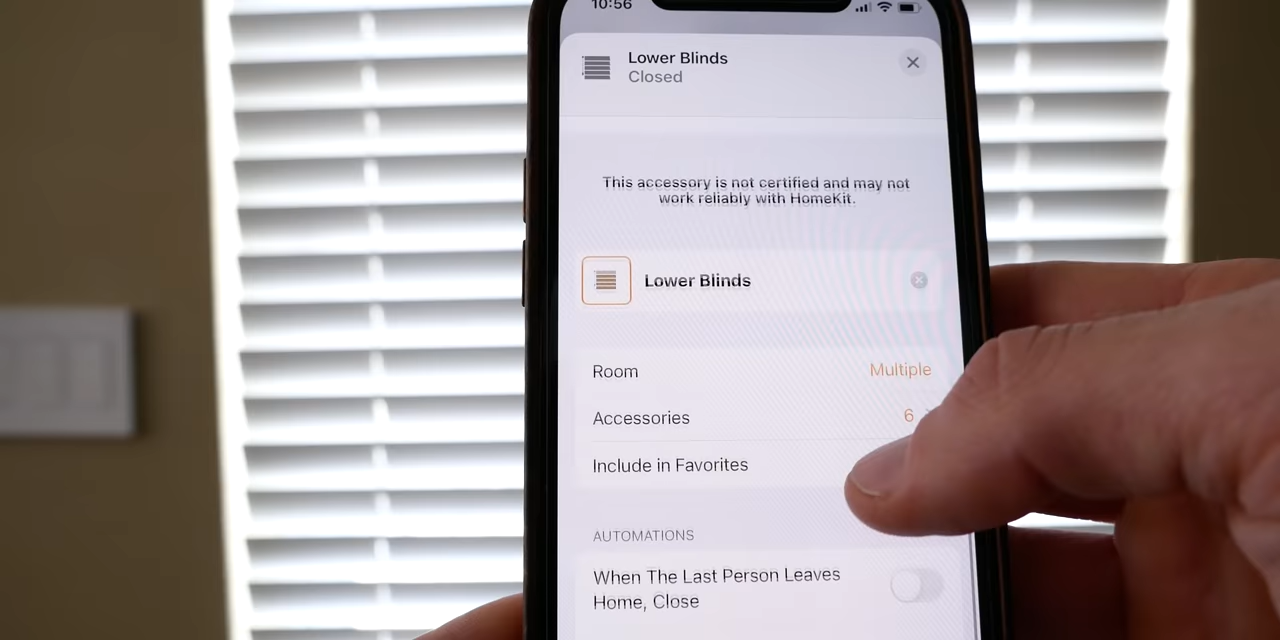 10:56
Lower Blinds
Closed
This accessory is not certified and may not
work reliably with HomeKit.
Lower Blinds
Room
Multiple
Accessories
6
Include in Favorites
AUTOMATIONS
When The Last Person Leaves
Home, Close